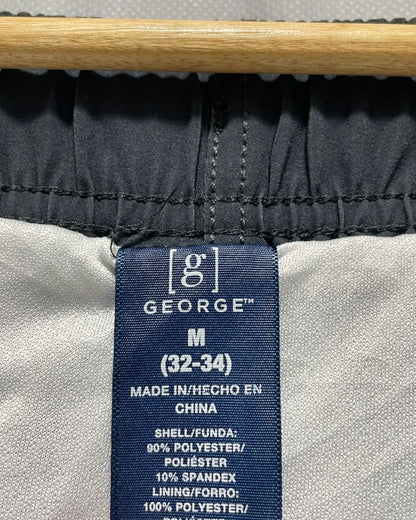 [g]
GEORGE™
M
(32-34)
MADE IN/HECHO EN
CHINA
SHELL/FUNDA:
90% POLYESTER/
POLIÉSTER
10% SPANDEX
LINING/FORRO:
100% POLYESTER/